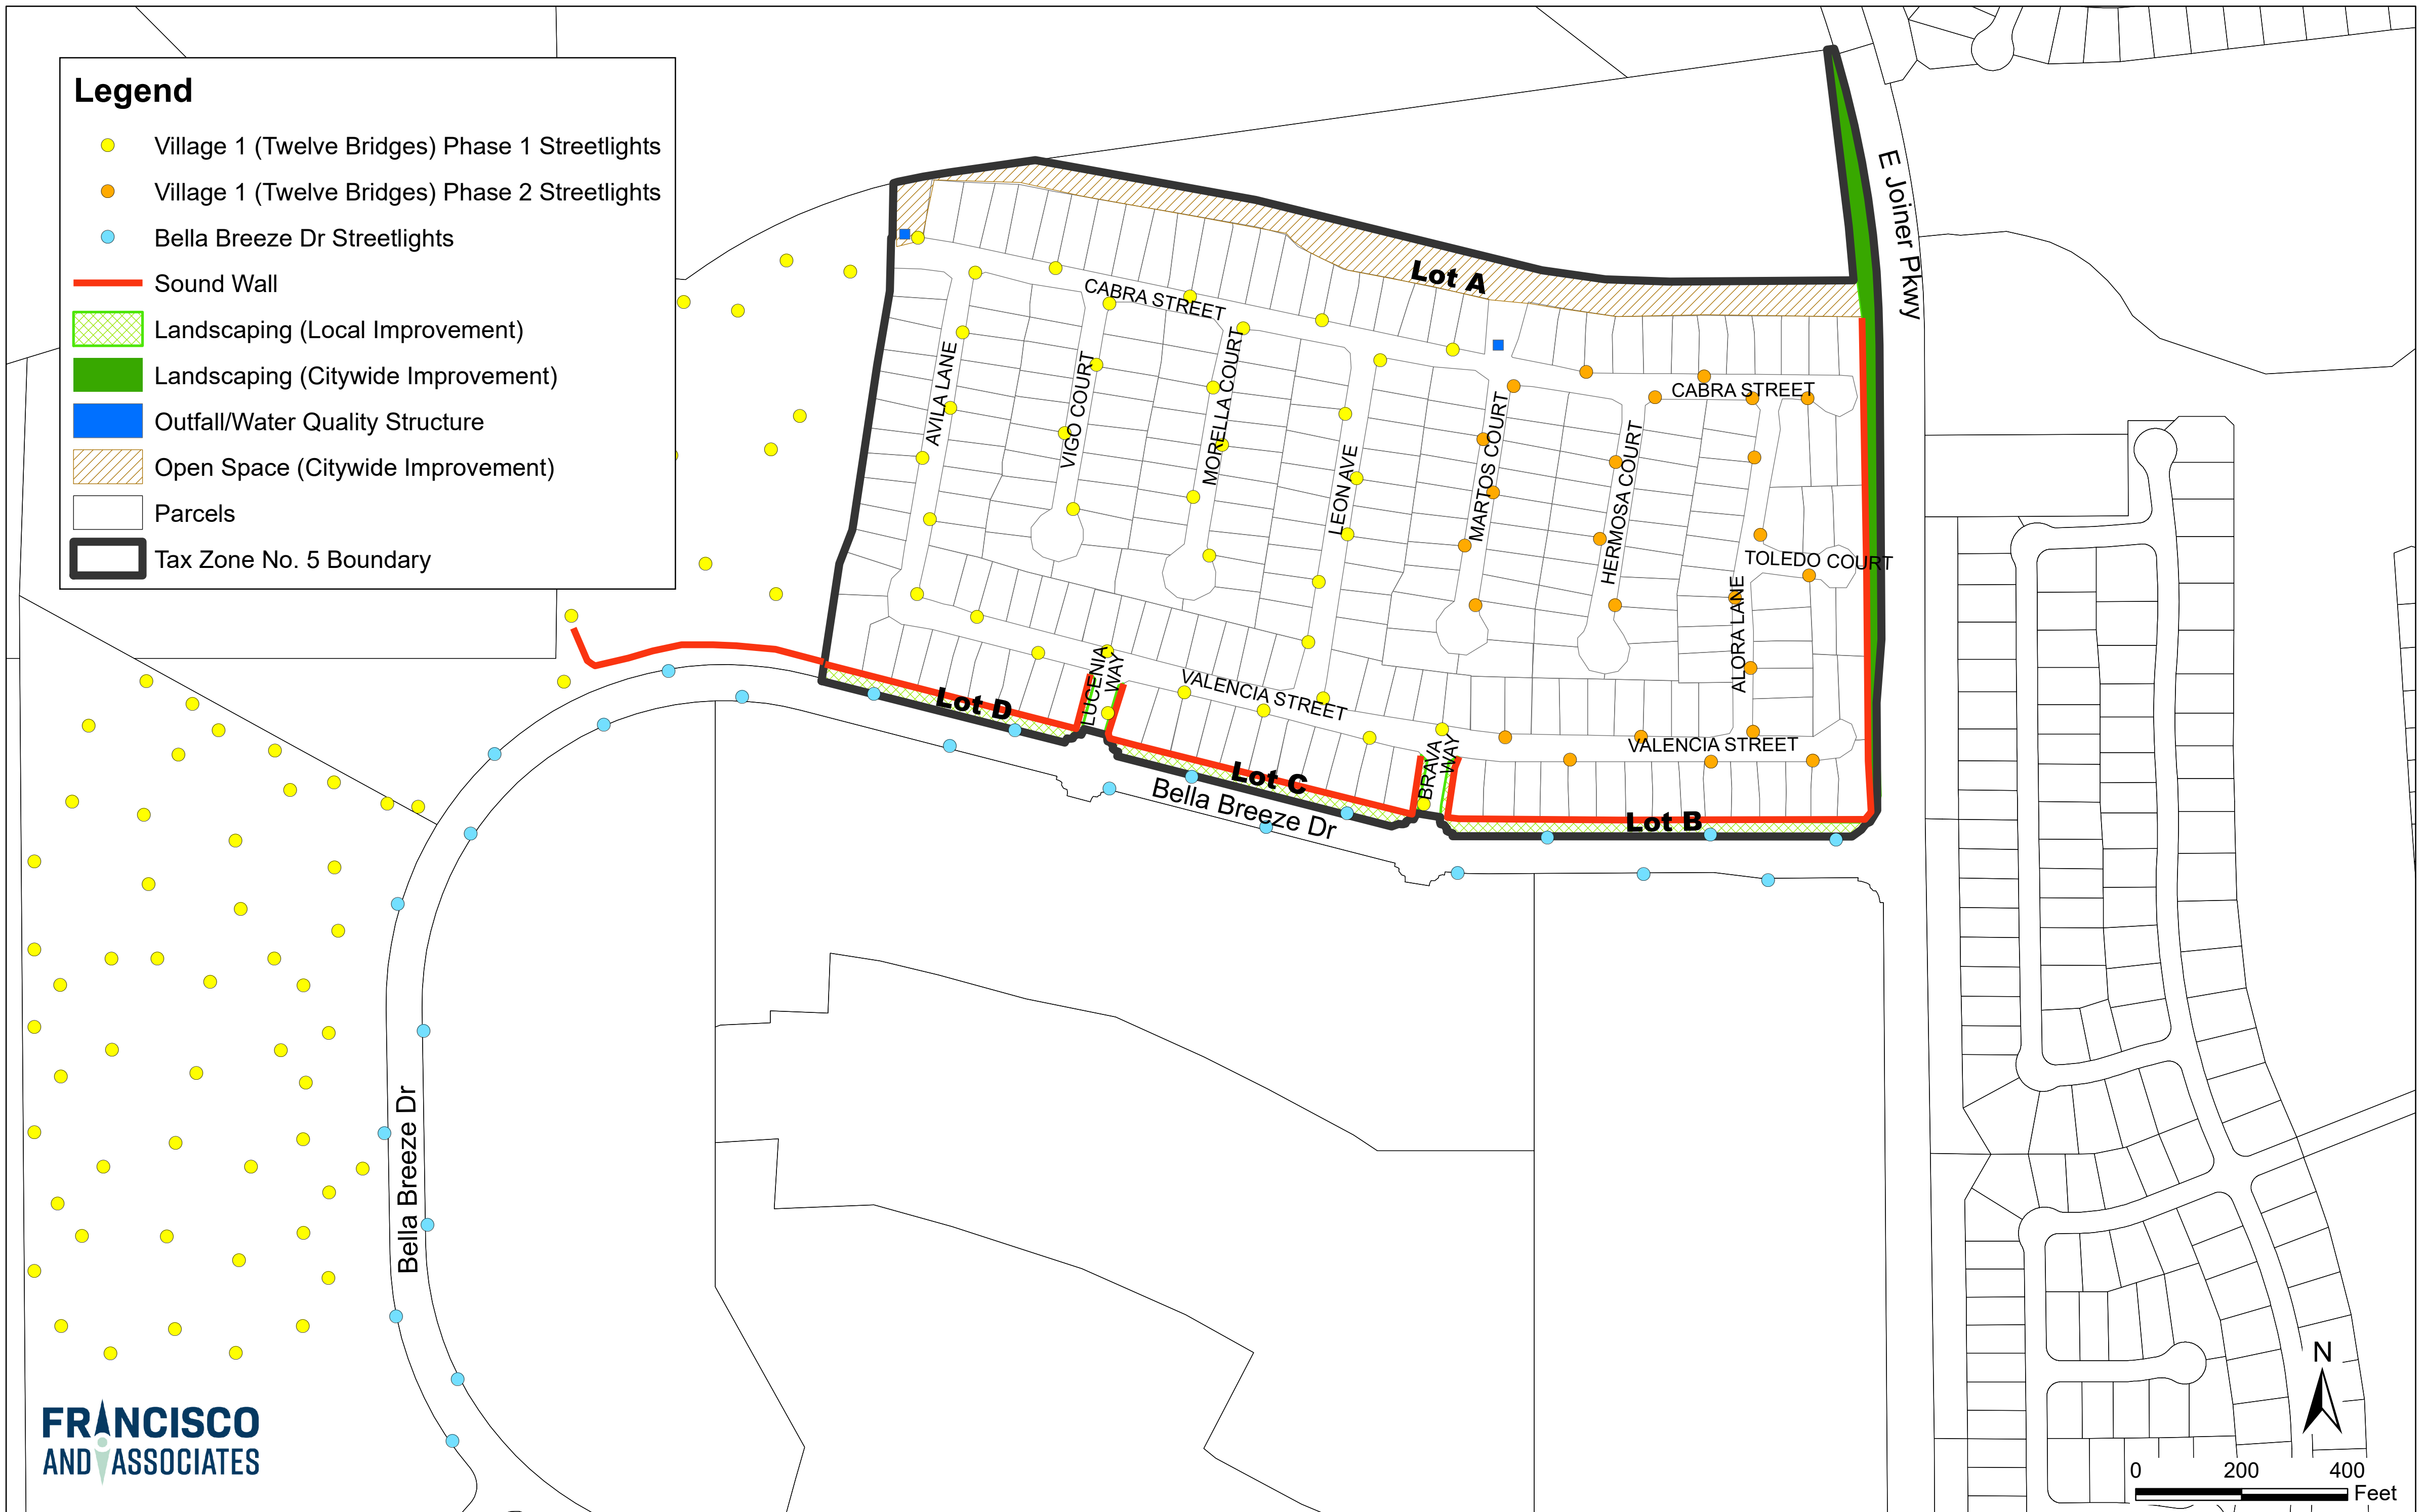 Legend
Village 1 (Twelve Bridges) Phase 1 Streetlights
Village 1 (Twelve Bridges) Phase 2 Streetlights
Bella Breeze Dr Streetlights
Sound Wall
Landscaping (Local Improvement)
Landscaping (Citywide Improvement)
Outfall/Water Quality Structure
Open Space (Citywide Improvement)
Parcels
Tax Zone No. 5 Boundary
E Joiner Pkwy
Lot A
CABRA STREET
CABRA STREET
AVILA LANE
VIGO COURT
MORELLA COURT
LEON AVE
MARTOS COURT
HERMOSA COURT
TOLEDO COURT
ALORA LANE
LUCENIA
WAY
VALENCIA STREET
VALENCIA STREET
BRAVA
WAY
Lot D
Lot C
Lot B
Bella Breeze Dr
Bella Breeze Dr
FRANCISCO
AND ASSOCIATES
N
0 200 400
Feet